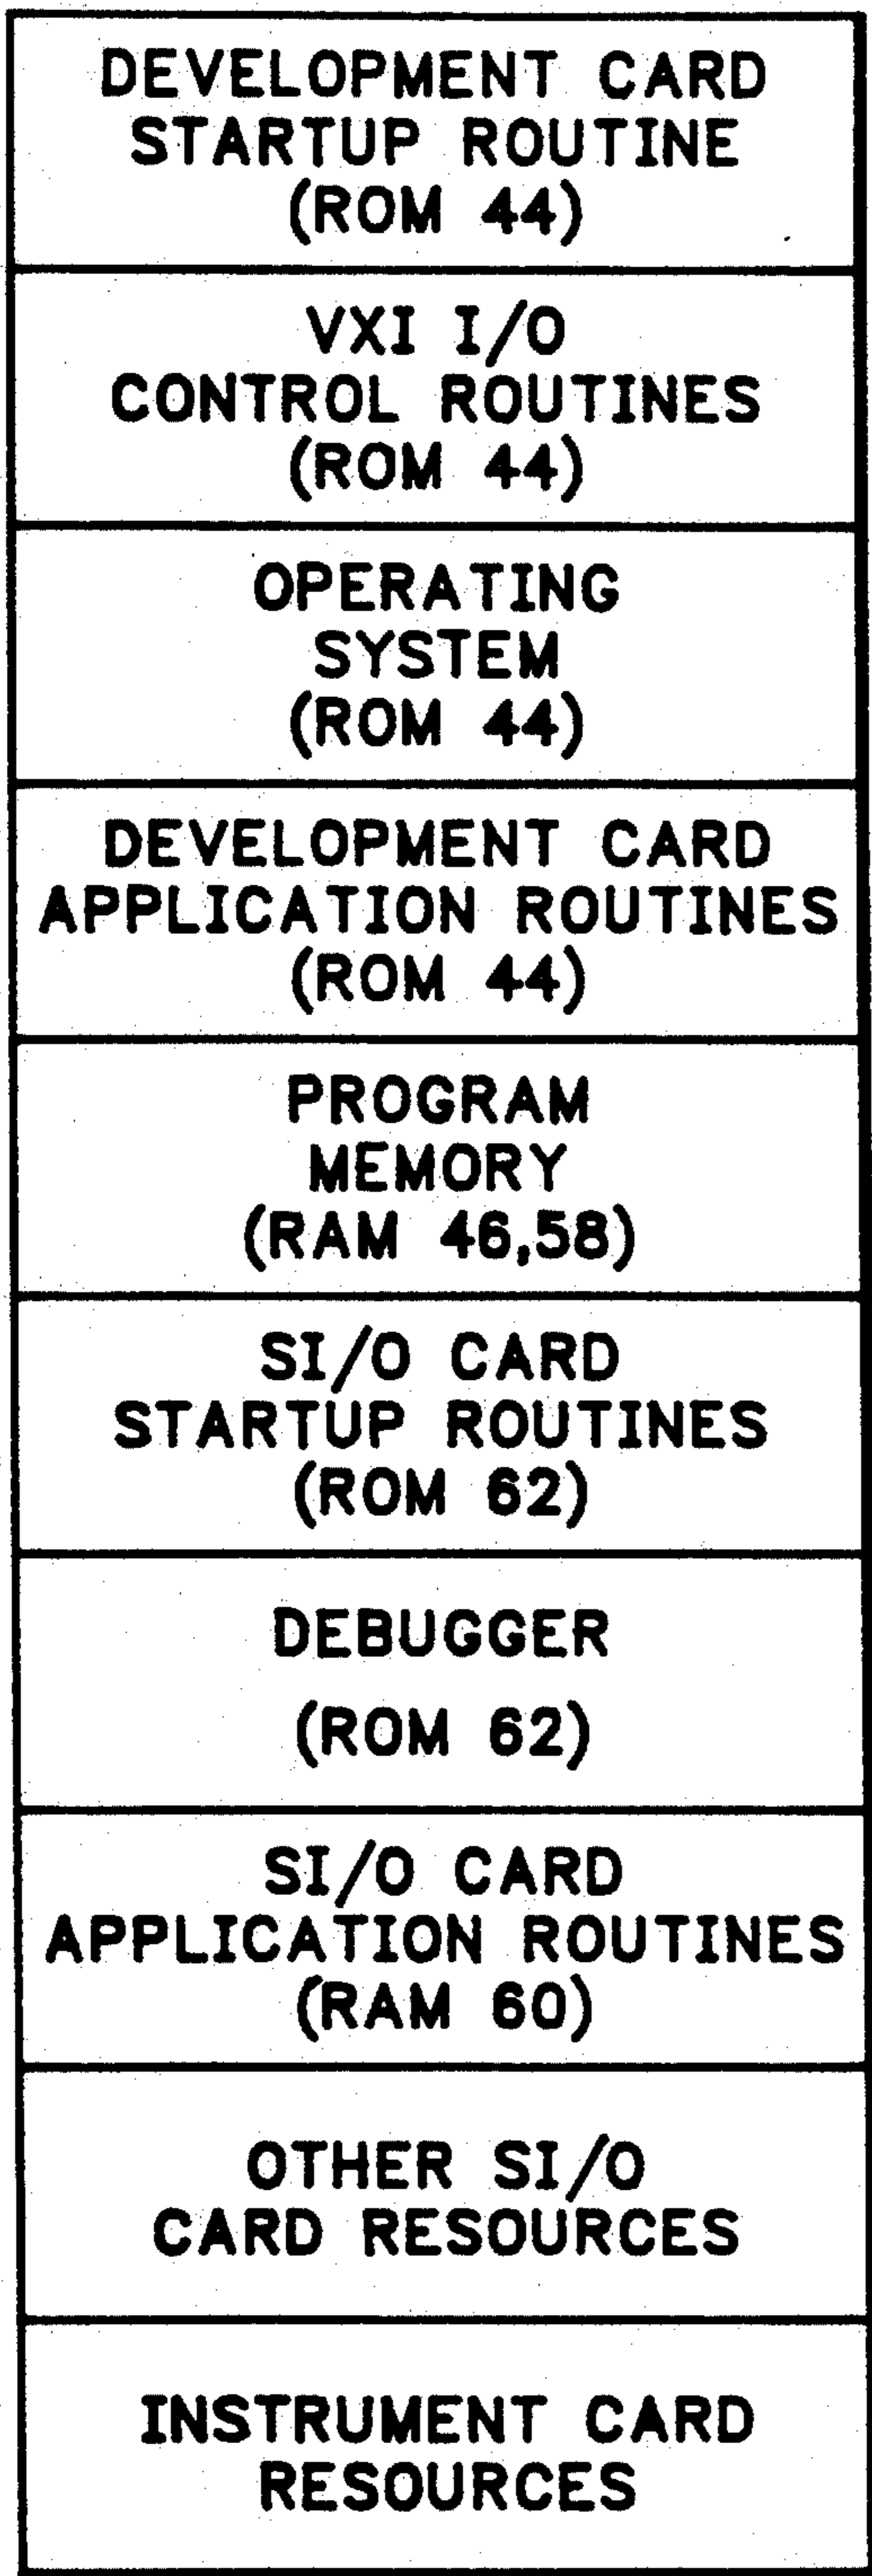 DEVELOPMENT CARD
STARTUP ROUTINE
(ROM 44)
VXI I/O
CONTROL ROUTINES
(ROM 44)
OPERATING
SYSTEM
(ROM 44)
DEVELOPMENT CARD
APPLICATION ROUTINES
(ROM 44)
PROGRAM
MEMORY
(RAM 46,58)
SI/O CARD
STARTUP ROUTINES
(ROM 62)
DEBUGGER
(ROM 62)
SI/O CARD
APPLICATION ROUTINES
(RAM 60)
OTHER SI/O
CARD RESOURCES
INSTRUMENT CARD
RESOURCES